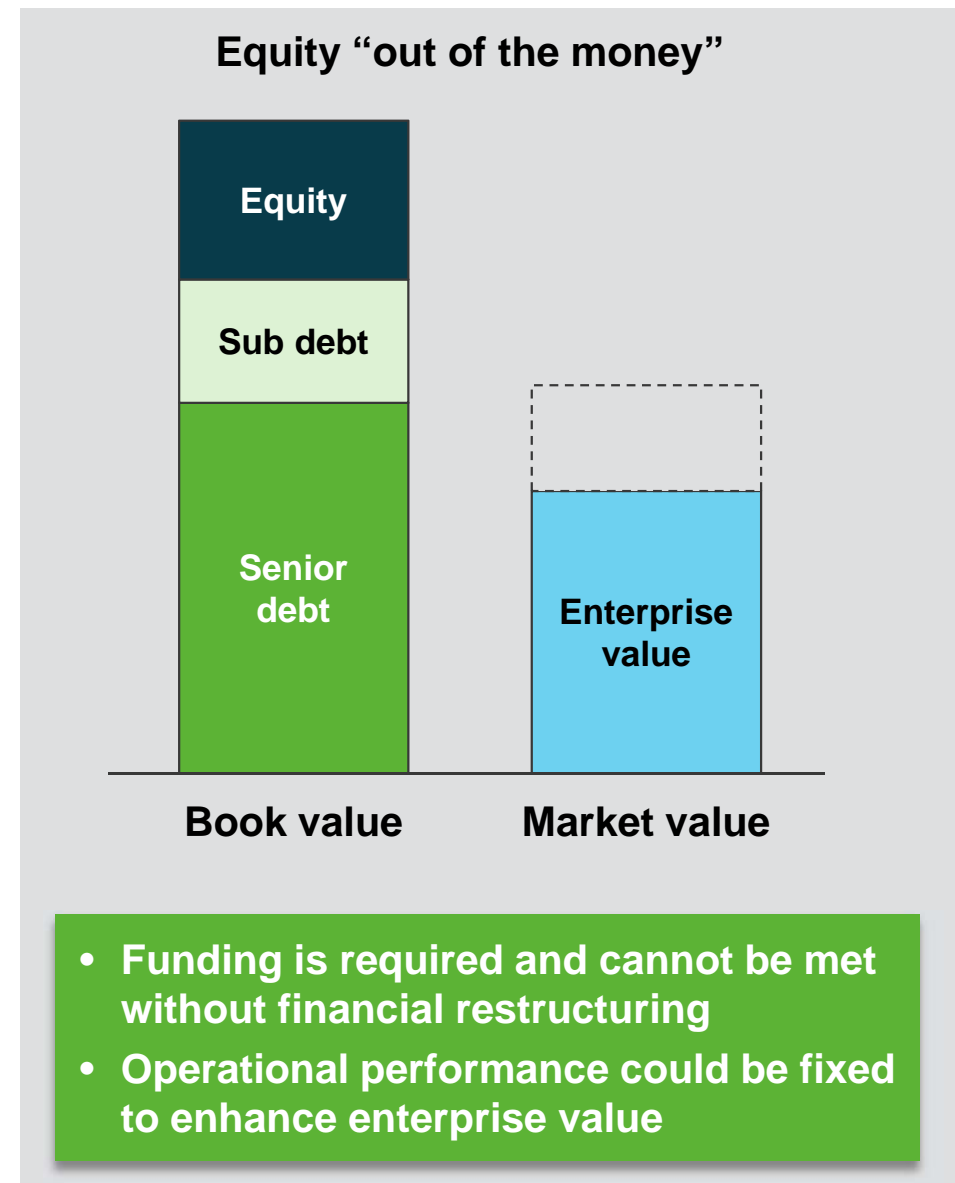 Equity “out of the money”
Equity
Sub debt
Senior
debt
Enterprise
value
Book value
Market value
• Funding is required and cannot be met
without financial restructuring
• Operational performance could be fixed
to enhance enterprise value